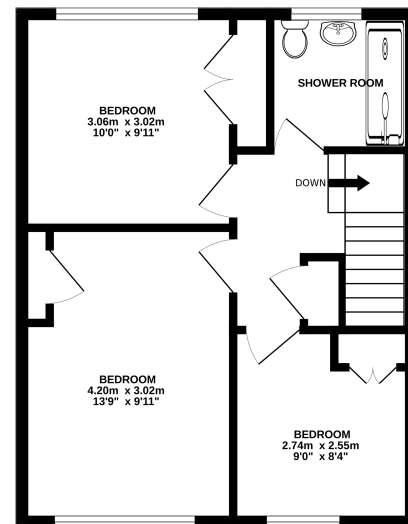 BEDROOM
3.06m x 3.02m
10'0" x 9'11"
SHOWER ROOM
DOWN
BEDROOM
4.20m x 3.02m
13'9" x 9'11"
BEDROOM
2.74m x 2.55m
9'0" x 8'4"